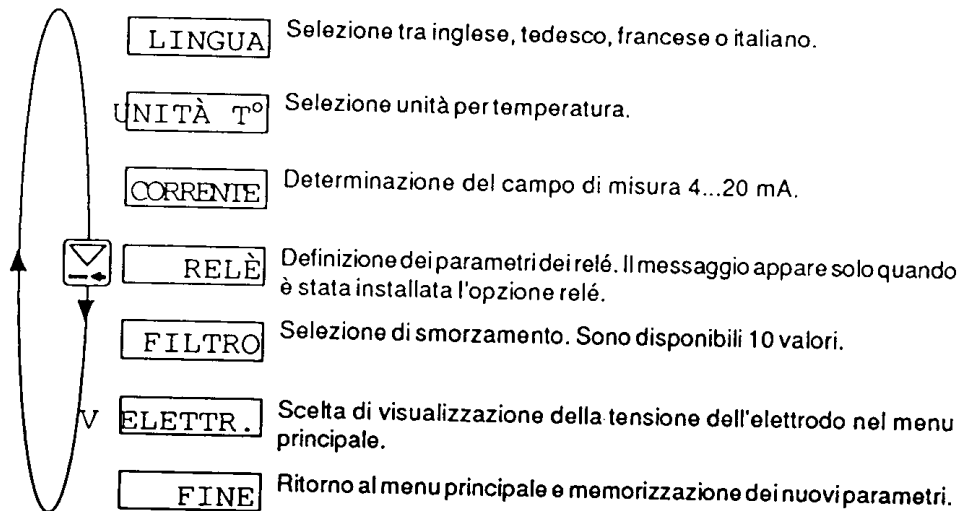 LINGUA Selezione tra inglese, tedesco, francese o italiano.
UNITÀ T° Selezione unità per temperatura.
CORRENTE Determinazione del campo di misura 4...20 mA.
RELÈ Definizione dei parametri dei relé. Il messaggio appare solo quando
è stata installata l'opzione relé.
FILTRO Selezione di smorzamento. Sono disponibili 10 valori.
V ELETTR. Scelta di visualizzazione della tensione dell'elettrodo nel menu
principale.
FINE Ritorno al menu principale e memorizzazione dei nuovi parametri.